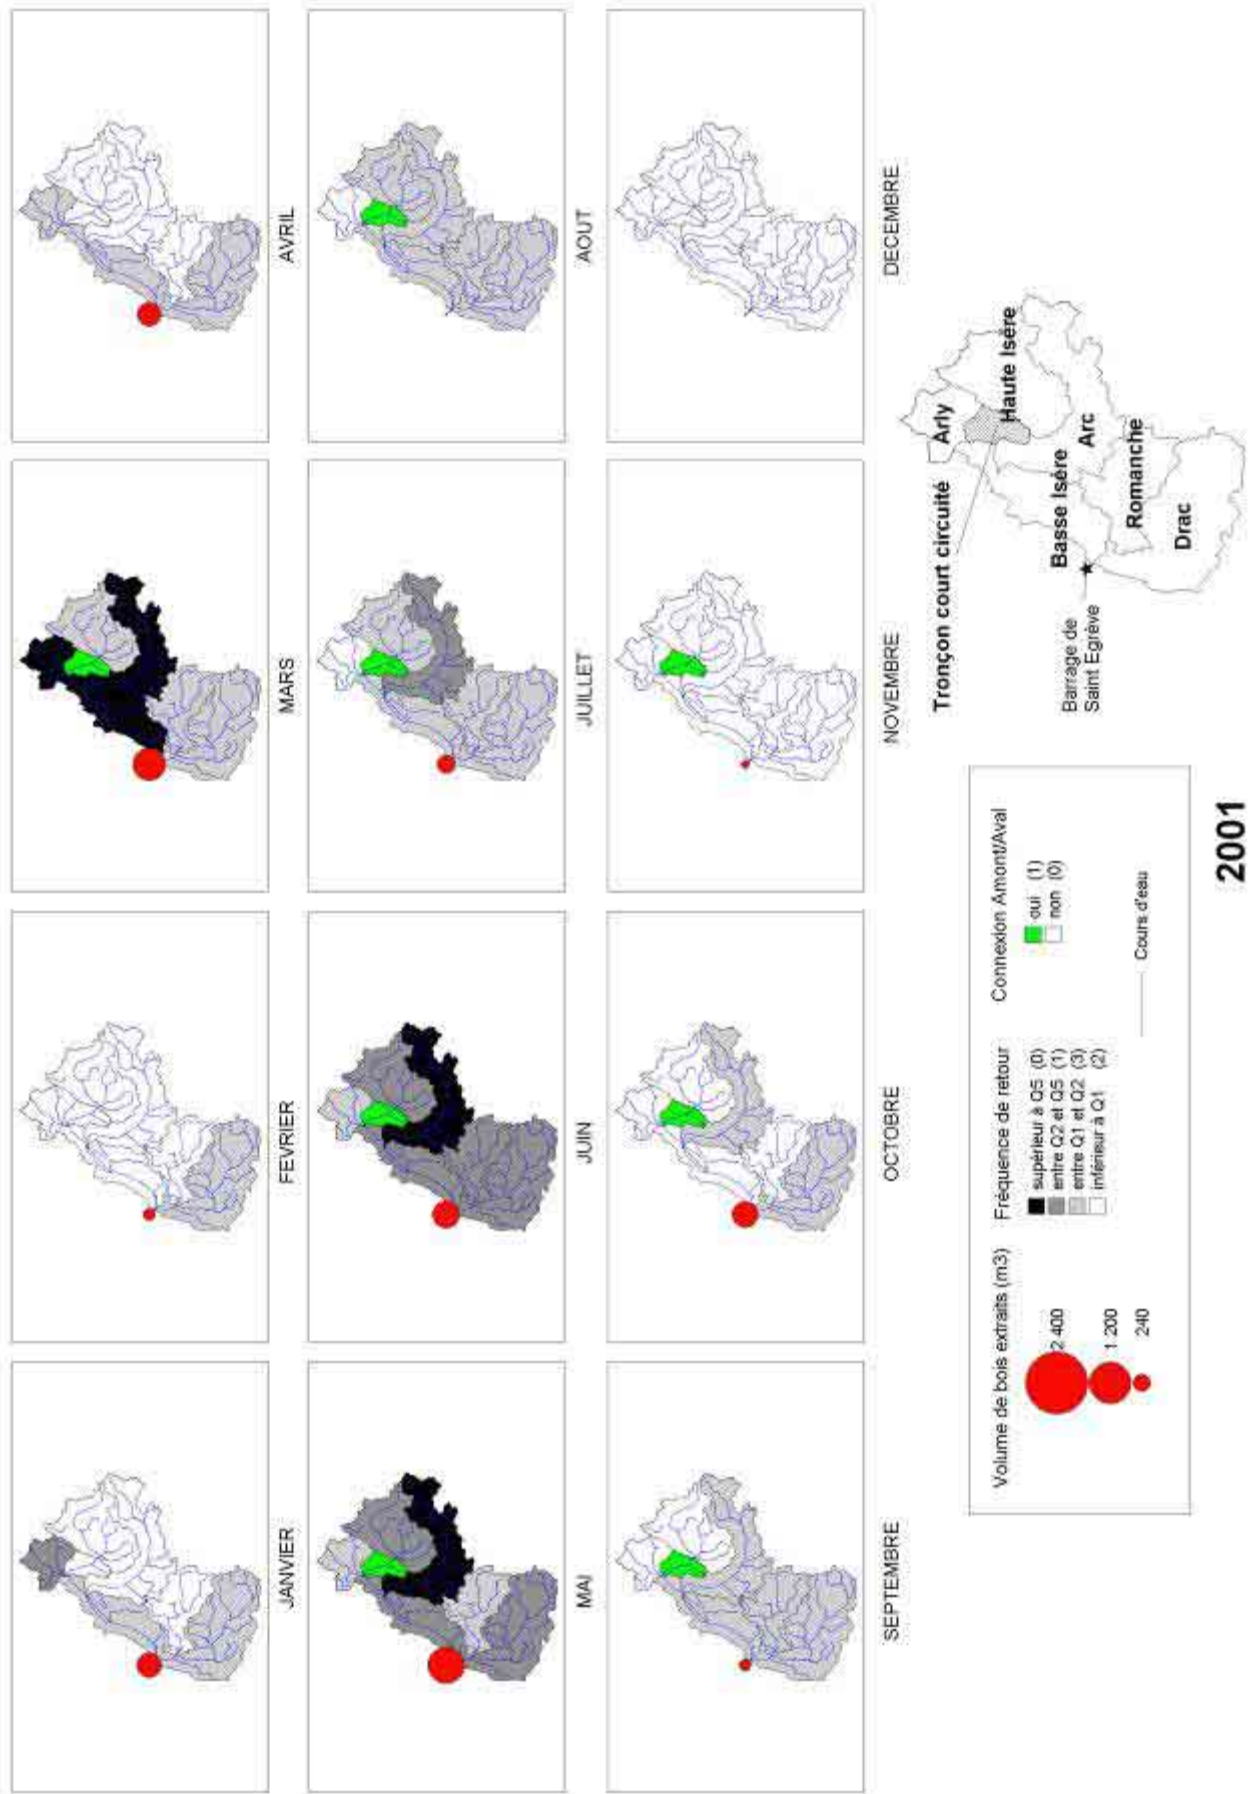 JANVIER
FEVRIER
MARS
AVRIL
MAI
JUIN
JUILLET
AOUT
SEPTEMBRE
OCTOBRE
NOVEMBRE
DECEMBRE
Volume de bois extraits (m3)
2 400
1 200
240
Fréquence de retour
supérieur à Q5 (0)
entre Q2 et Q5 (1)
entre Q1 et Q2 (3)
inférieur à Q1 (2)
Connexion Amont/Aval
oui (1)
non (0)
Cours d'eau
Tronçon court circuité
Arly
Haute Isère
Basse Isère
Arc
Romanche
Drac
Barrage de
Saint Egrève
2001